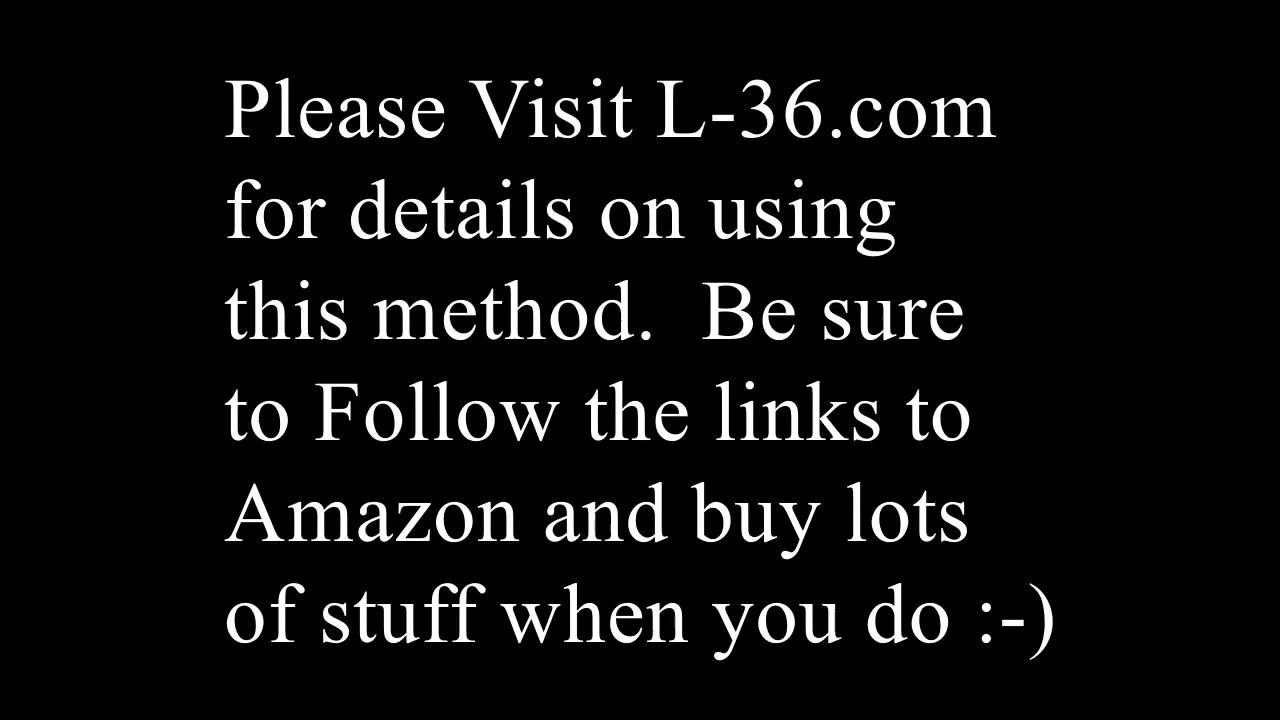 Please Visit L-36.com
for details on using
this method.  Be sure
to Follow the links to
Amazon and buy lots
of stuff when you do :-)